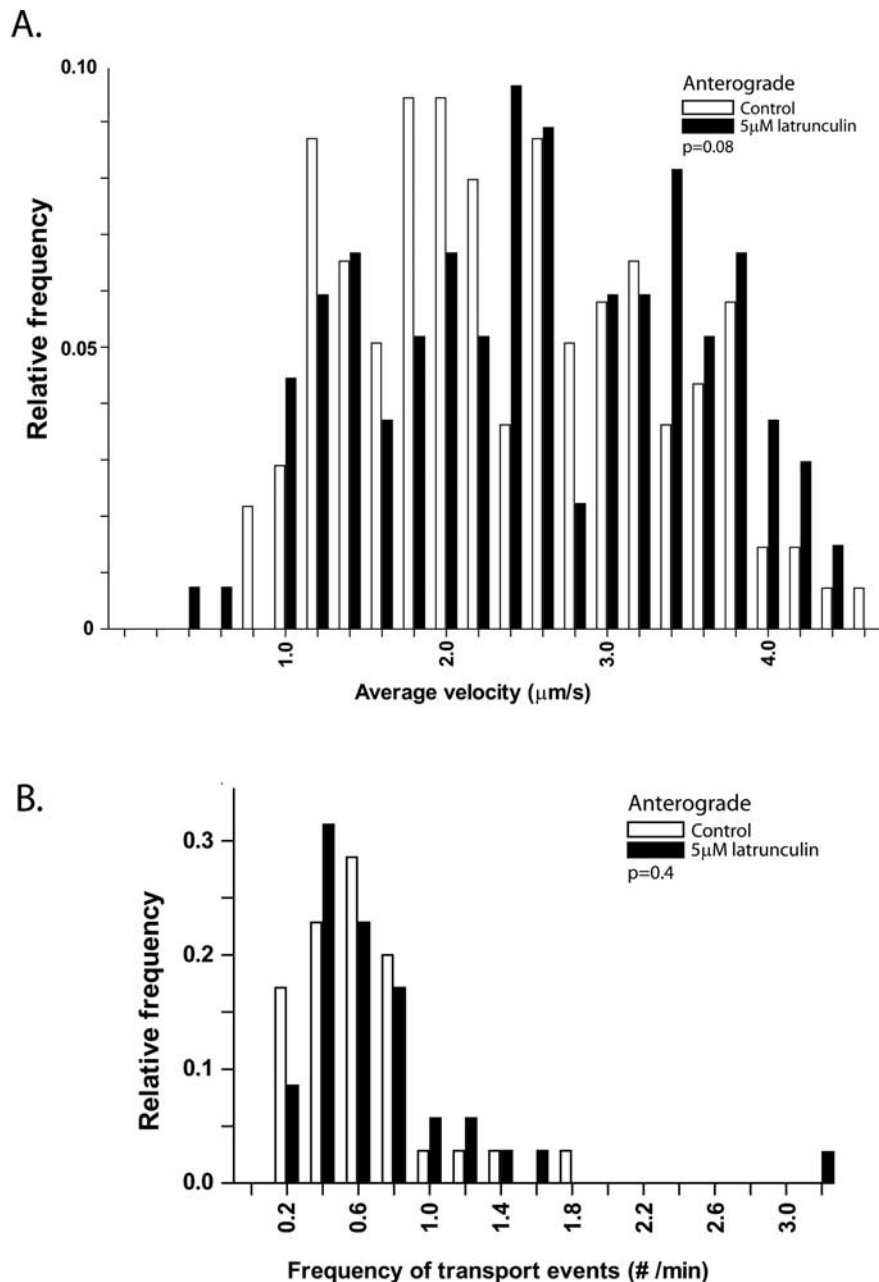 A.
0.10
Anterograde
Control
5μM latrunculin
p=0.08
Relative frequency
0.05
0
1.0 2.0 3.0 4.0
Average velocity (μm/s)
B.
Anterograde
Control
5μM latrunculin
p=0.4
0.3
Relative frequency
0.2
0.1
0.0
0.2 0.6 1.0 1.4 1.8 2.2 2.6 3.0
Frequency of transport events (# /min)